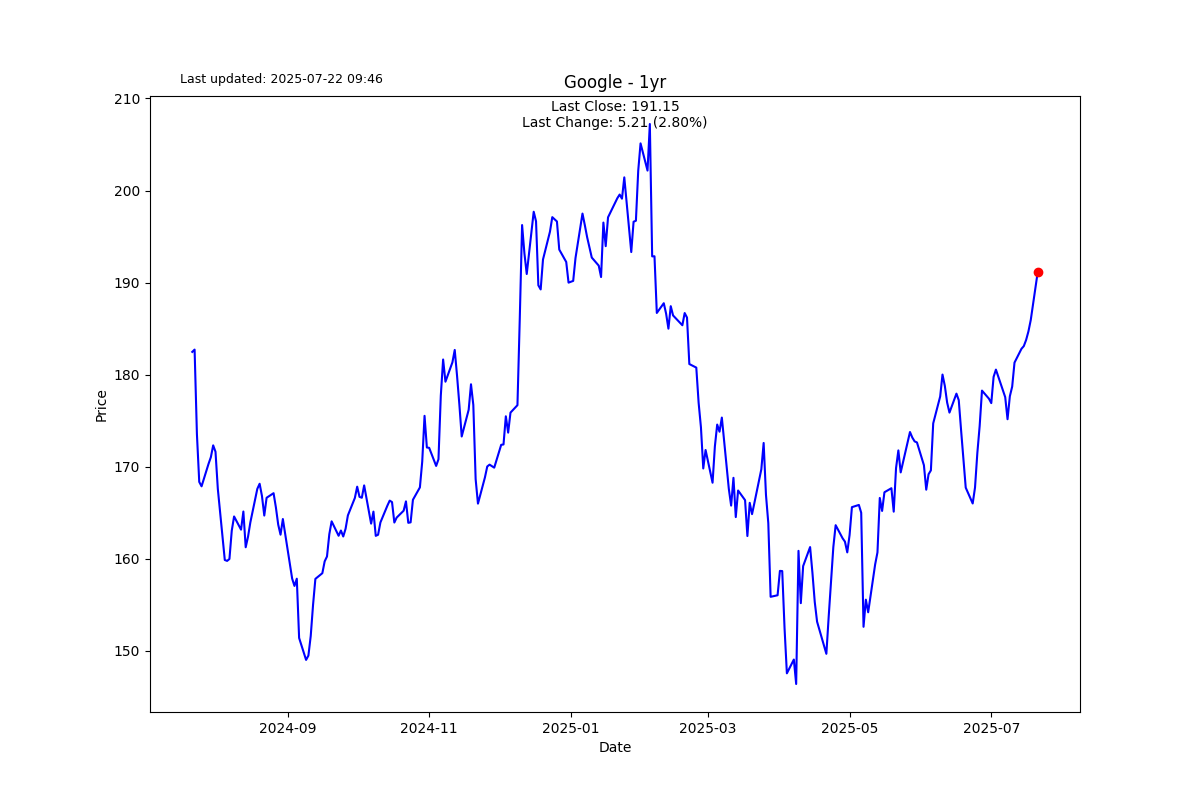 Last updated: 2025-07-22 09:46
Google - 1yr
Last Close: 191.15
Last Change: 5.21 (2.80%)
210
200
190
180
170
160
150
Price
2024-09
2024-11
2025-01
2025-03
2025-05
2025-07
Date